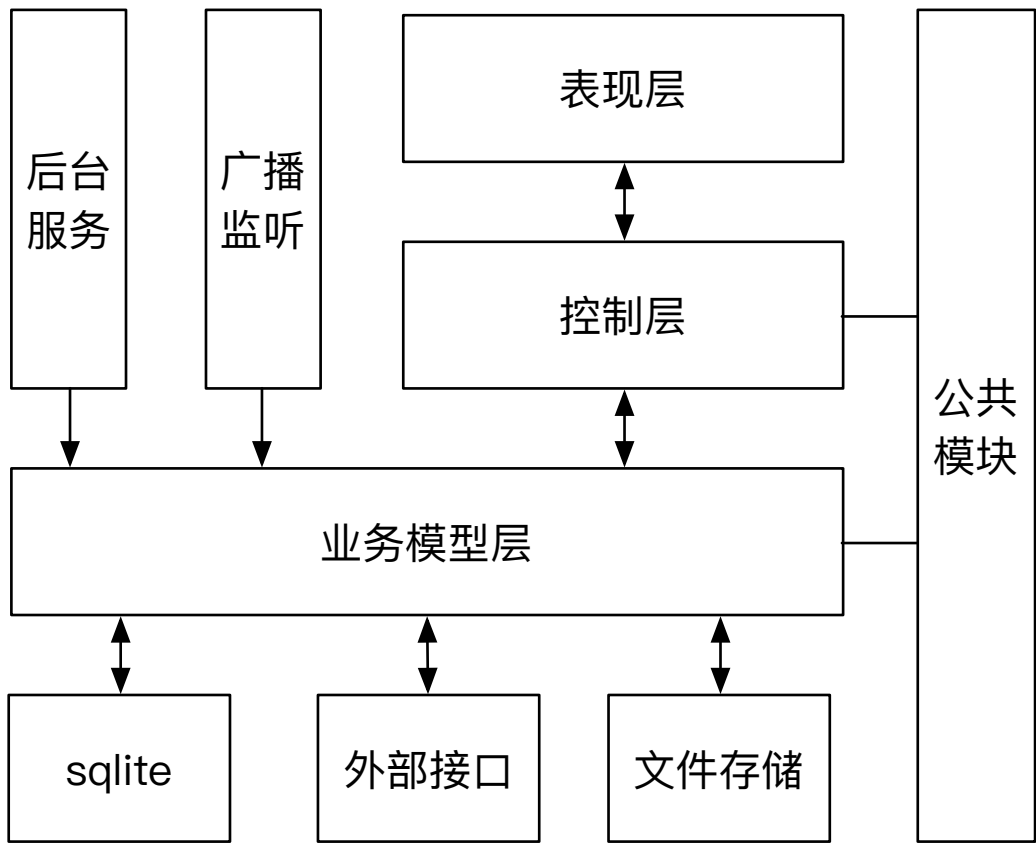 表现层
后台
服务
广播
监听
控制层
公共
模块
业务模型层
sqlite
外部接口
文件存储